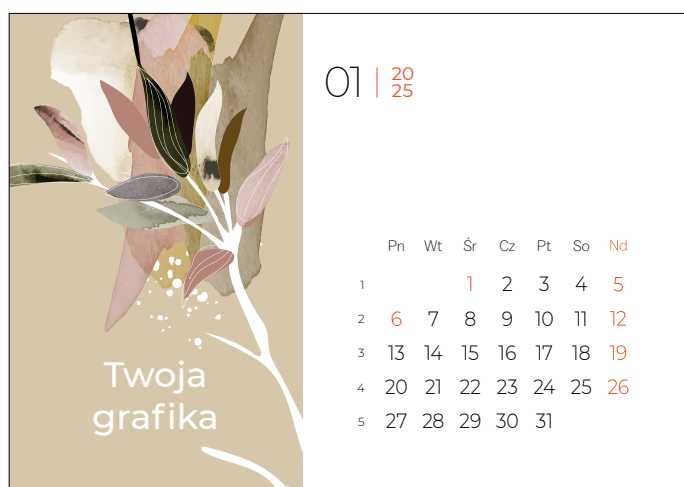 Twoja
grafika
01 | 20
25
Pn Wt Śr Cz Pt So Nd
1 1 2 3 4 5
2 6 7 8 9 10 11 12
3 13 14 15 16 17 18 19
4 20 21 22 23 24 25 26
5 27 28 29 30 31